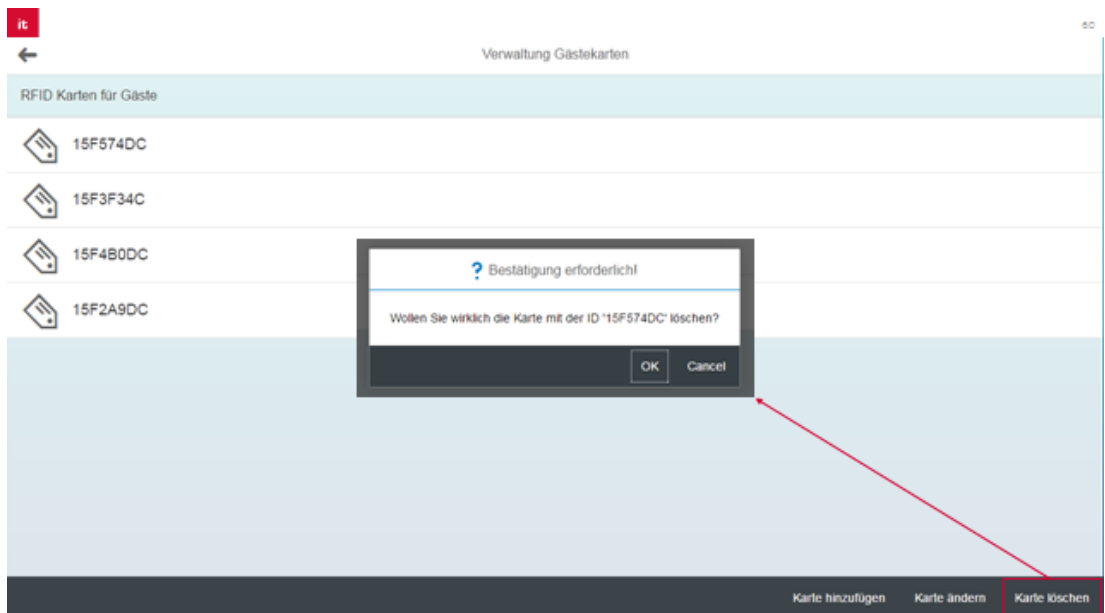 it
60
Verwaltung Gästekarten
RFID Karten für Gäste
15F574DC
15F3F34C
15F4B0DC
15F2A9DC
? Bestätigung erforderlich!
Wollen Sie wirklich die Karte mit der ID '15F574DC' löschen?
OK Cancel
Karte hinzufügen Karte ändern Karte löschen